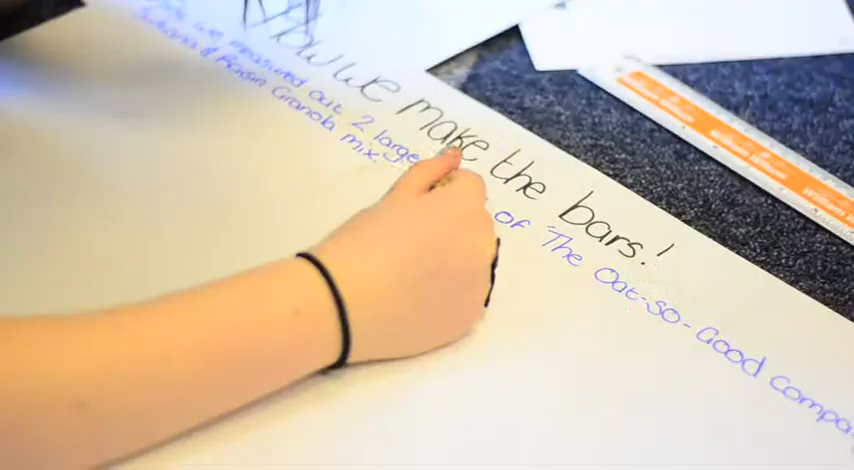 How we make the bars!
we measured out 2 large of 'The Oat-so-Good compa
Sultana & Raisin Granola mix.